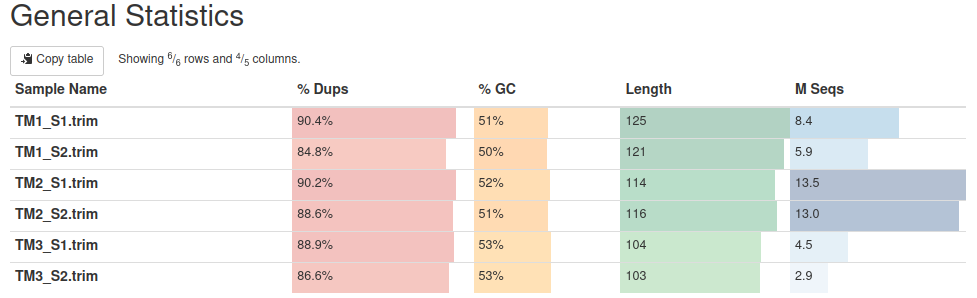 General Statistics
Copy table Showing 6/6 rows and 4/5 columns.
Sample Name % Dups % GC Length M Seqs
TM1_S1.trim 90.4% 51% 125 8.4
TM1_S2.trim 84.8% 50% 121 5.9
TM2_S1.trim 90.2% 52% 114 13.5
TM2_S2.trim 88.6% 51% 116 13.0
TM3_S1.trim 88.9% 53% 104 4.5
TM3_S2.trim 86.6% 53% 103 2.9